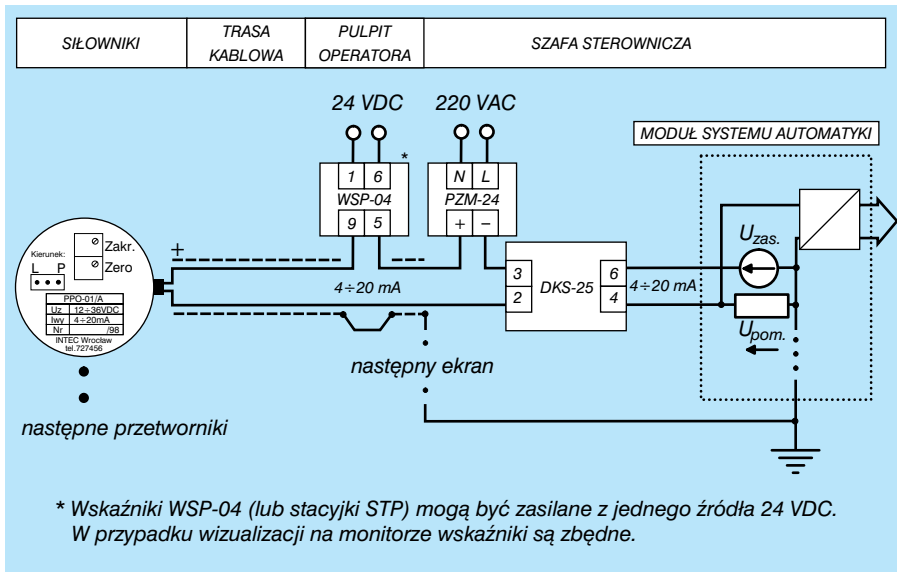 SIŁOWNIKI
TRASA
KABLOWA
PULPIT
OPERATORA
SZAFA STEROWNICZA
24 VDC
220 VAC
MODUŁ SYSTEMU AUTOMATYKI
*
1 6
WSP-04
9 5
N L
PZM-24
+ −
Kierunek:
L P
Zakr.
Zero
PPO-01/A
Uz 12÷36VDC
Iwy 4÷20mA
Nr /98
INTEC Wrocław
tel.727456
+
4÷20 mA
3
2
DKS-25
6
4
4÷20 mA
Uzas.
Upom.
następny ekran
następne przetworniki
* Wskaźniki WSP-04 (lub stacyjki STP) mogą być zasilane z jednego źródła 24 VDC.
W przypadku wizualizacji na monitorze wskaźniki są zbędne.